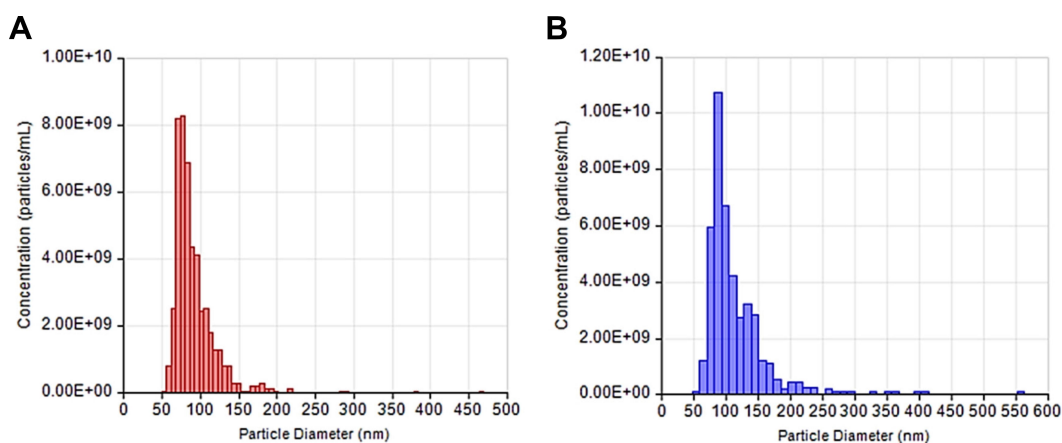 A
B
1.00E+10
8.00E+09
6.00E+09
4.00E+09
2.00E+09
0.00E+00
Concentration (particles/mL)
0 50 100 150 200 250 300 350 400 450 500
Particle Diameter (nm)
1.20E+10
1.00E+10
8.00E+09
6.00E+09
4.00E+09
2.00E+09
0.00E+00
Concentration (particles/mL)
0 50 100 150 200 250 300 350 400 450 500 550 600
Particle Diameter (nm)